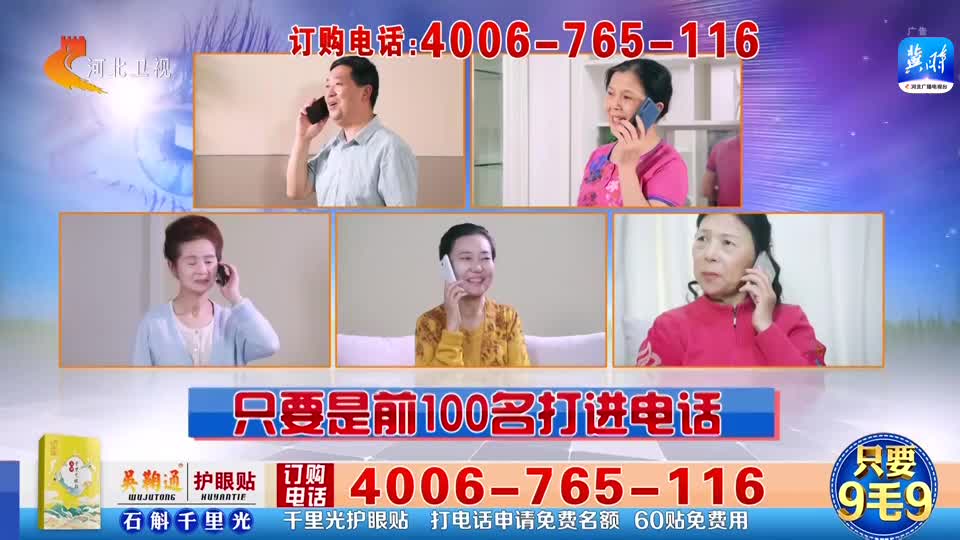 订购电话:4006-765-116
广告
河北卫视
冀时
河北广播电视台
只要是前100名打进电话
吴鞠通® 护眼贴
WUJUTONG HUYANTIE
石斛千里光
订购电话 4006-765-116
千里光护眼贴 打电话申请免费名额 60贴免费用
只要
9毛9